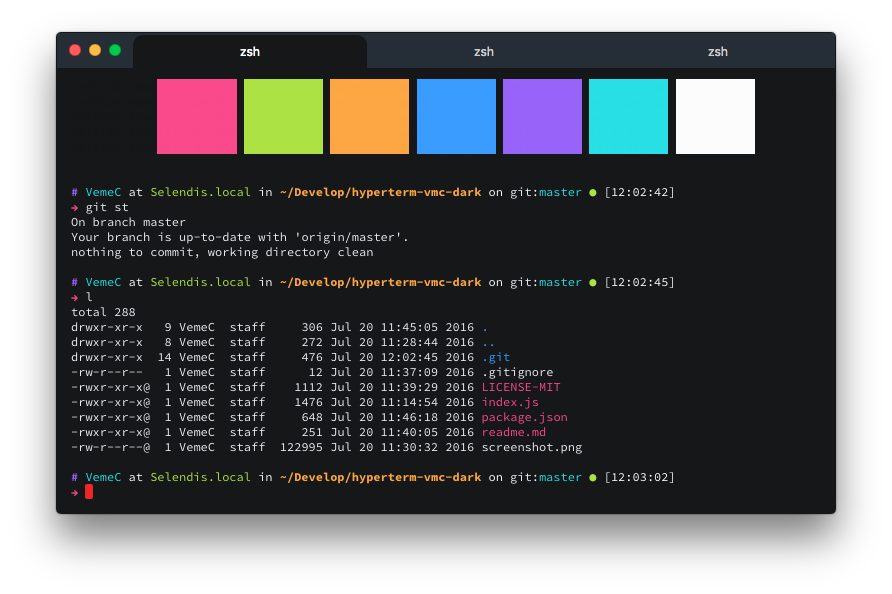 zsh zsh zsh
# VemeC at Selendis.local in ~/Develop/hyperterm-vmc-dark on git:master ● [12:02:42]
→ git st
On branch master
Your branch is up-to-date with 'origin/master'.
nothing to commit, working directory clean
# VemeC at Selendis.local in ~/Develop/hyperterm-vmc-dark on git:master ● [12:02:45]
→ l
total 288
drwxr-xr-x   9 VemeC  staff     306 Jul 20 11:45:05 2016 .
drwxr-xr-x   8 VemeC  staff     272 Jul 20 11:28:44 2016 ..
drwxr-xr-x  14 VemeC  staff     476 Jul 20 12:02:45 2016 .git
-rw-r--r--   1 VemeC  staff      12 Jul 20 11:37:09 2016 .gitignore
-rwxr-xr-x@  1 VemeC  staff    1112 Jul 20 11:39:29 2016 LICENSE-MIT
-rwxr-xr-x@  1 VemeC  staff    1476 Jul 20 11:14:54 2016 index.js
-rwxr-xr-x@  1 VemeC  staff     648 Jul 20 11:46:18 2016 package.json
-rwxr-xr-x@  1 VemeC  staff     251 Jul 20 11:40:05 2016 readme.md
-rw-r--r--@  1 VemeC  staff  122995 Jul 20 11:30:32 2016 screenshot.png
# VemeC at Selendis.local in ~/Develop/hyperterm-vmc-dark on git:master ● [12:03:02]
→